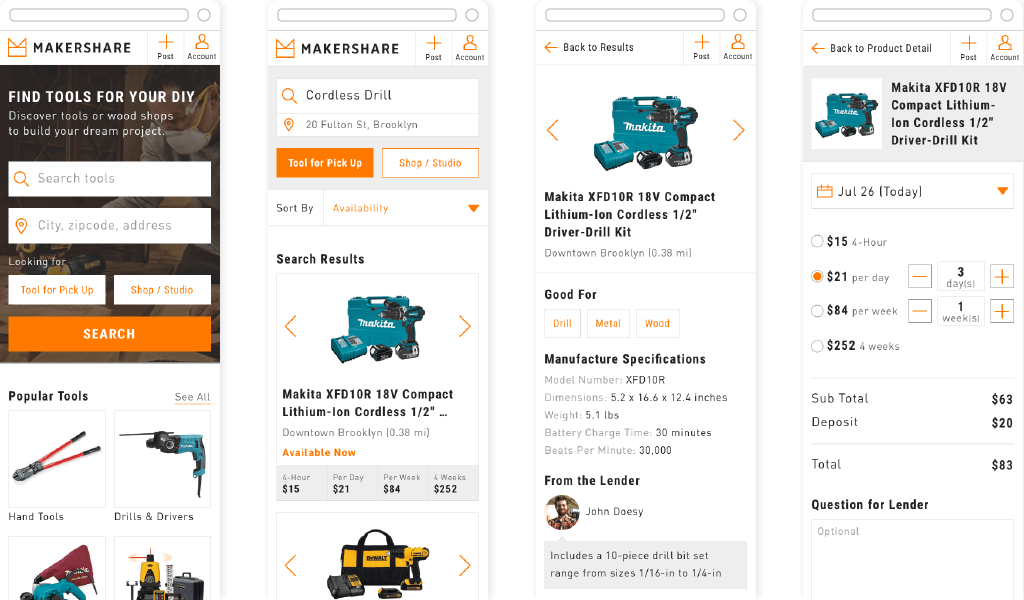 MAKERSHARE
Post
Account
FIND TOOLS FOR YOUR DIY
Discover tools or wood shops
to build your dream project.
Search tools
City, zipcode, address
Looking for
Tool for Pick Up
Shop / Studio
SEARCH
Popular Tools
See All
Hand Tools
Drills & Drivers
MAKERSHARE
Post
Account
Cordless Drill
20 Fulton St, Brooklyn
Tool for Pick Up
Shop / Studio
Sort By
Availability
Search Results
makita
Makita XFD10R 18V Compact
Lithium-Ion Cordless 1/2" …
Downtown Brooklyn (0.38 mi)
Available Now
4-Hour
Per Day
Per Week
4 Weeks
$15
$21
$84
$252
DEWALT
Back to Results
Post
Account
makita
Makita XFD10R 18V Compact
Lithium-Ion Cordless 1/2"
Driver-Drill Kit
Downtown Brooklyn (0.38 mi)
Good For
Drill
Metal
Wood
Manufacture Specifications
Model Number: XFD10R
Dimensions: 5.2 x 16.6 x 12.4 inches
Weight: 5.1 lbs
Battery Charge Time: 30 minutes
Beats Per Minute: 30,000
From the Lender
John Doesy
Includes a 10-piece drill bit set
range from sizes 1/16-in to 1/4-in
Back to Product Detail
Post
Account
makita
Makita XFD10R 18V
Compact Lithium-
Ion Cordless 1/2"
Driver-Drill Kit
Jul 26 (Today)
$15 4-Hour
$21 per day
3
day(s)
$84 per week
1
week(s)
$252 4 weeks
Sub Total
$63
Deposit
$20
Total
$83
Question for Lender
Optional